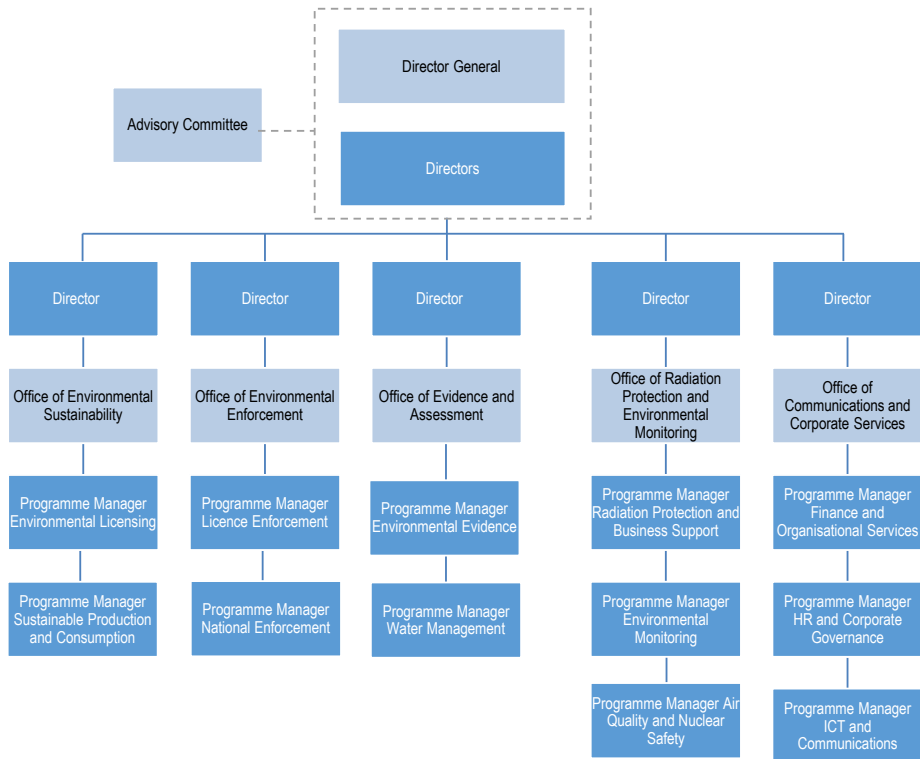 Director General
Advisory Committee
Directors
Director
Director
Director
Director
Director
Office of Environmental
Sustainability
Office of Environmental
Enforcement
Office of Evidence and
Assessment
Office of Radiation
Protection and
Environmental
Monitoring
Office of
Communications and
Corporate Services
Programme Manager
Environmental Licensing
Programme Manager
Licence Enforcement
Programme Manager
Environmental Evidence
Programme Manager
Radiation Protection and
Business Support
Programme Manager
Finance and
Organisational Services
Programme Manager
Sustainable Production
and Consumption
Programme Manager
National Enforcement
Programme Manager
Water Management
Programme Manager
Environmental
Monitoring
Programme Manager
HR and Corporate
Governance
Programme Manager Air
Quality and Nuclear
Safety
Programme Manager
ICT and
Communications